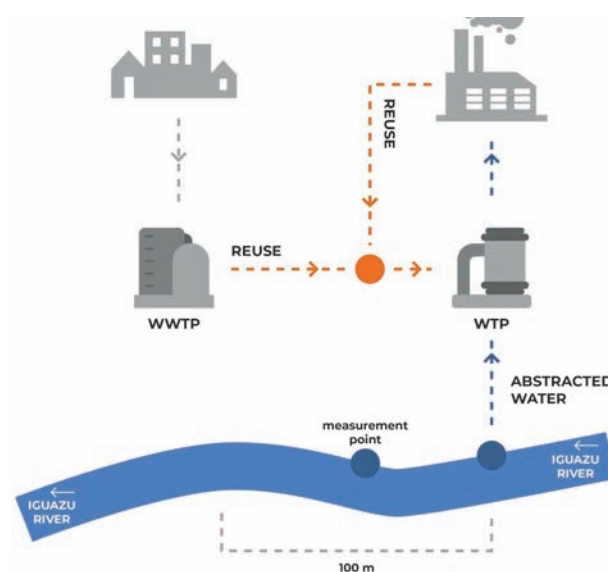 REUSE
REUSE
WWTP
WTP
ABSTRACTED
WATER
measurement
point
IGUAZU
RIVER
IGUAZU
RIVER
100 m